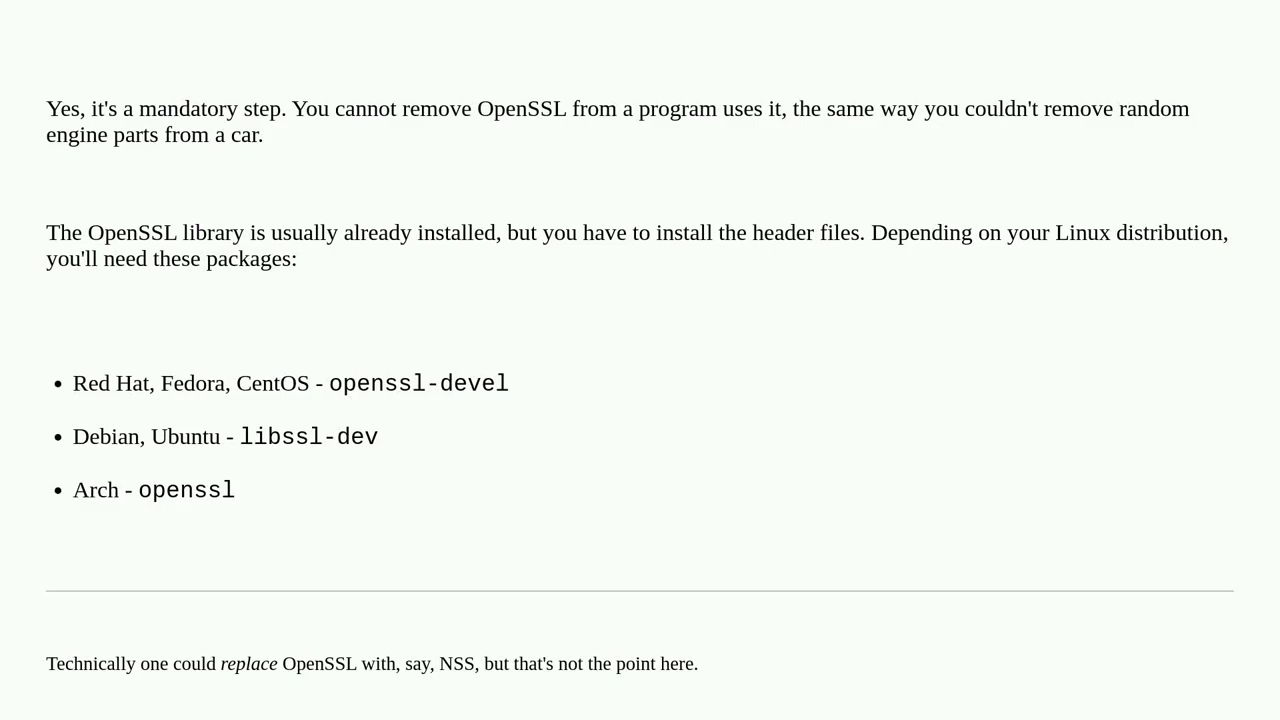 Yes, it's a mandatory step. You cannot remove OpenSSL from a program uses it, the same way you couldn't remove random
engine parts from a car.
The OpenSSL library is usually already installed, but you have to install the header files. Depending on your Linux distribution,
you'll need these packages:
• Red Hat, Fedora, CentOS - openssl-devel
• Debian, Ubuntu - libssl-dev
• Arch - openssl
Technically one could replace OpenSSL with, say, NSS, but that's not the point here.